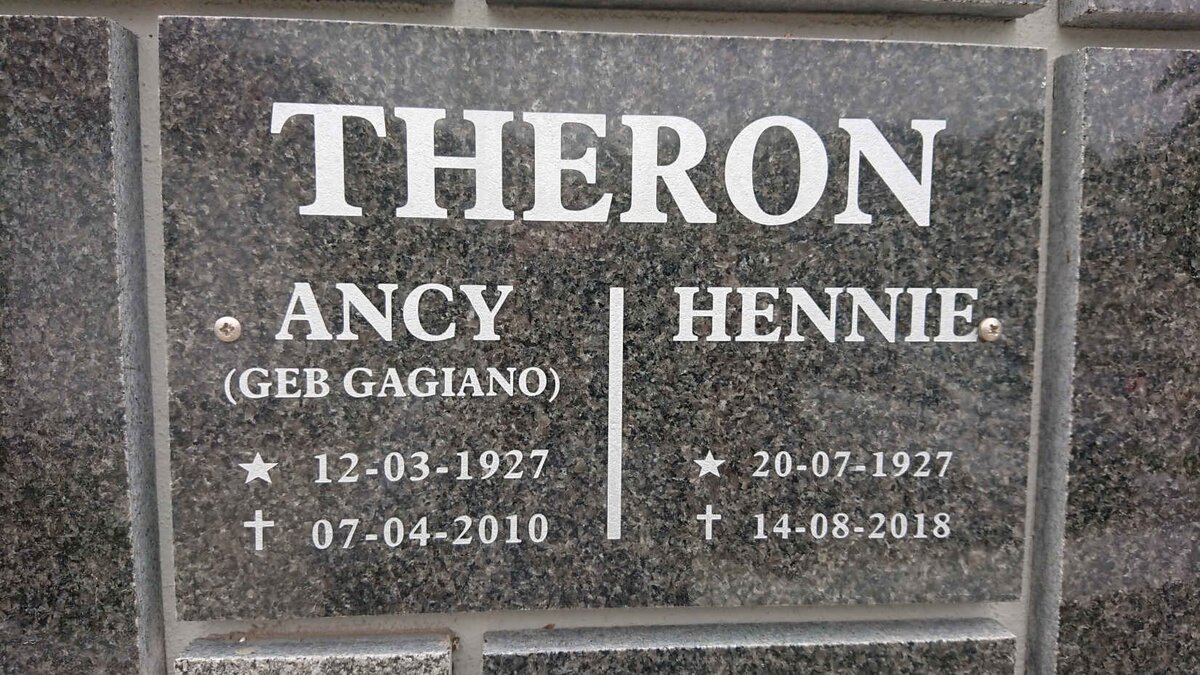 THERON
ANCY
(GEB GAGIANO)
★ 12-03-1927
✝ 07-04-2010
HENNIE
★ 20-07-1927
✝ 14-08-2018